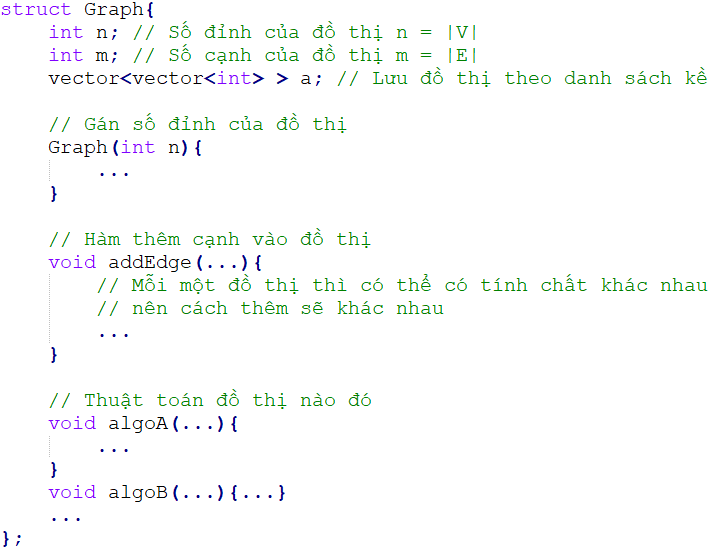 struct Graph{
    int n; // Số đỉnh của đồ thị n = |V|
    int m; // Số cạnh của đồ thị m = |E|
    vector<vector<int> > a; // Lưu đồ thị theo danh sách kề

    // Gán số đỉnh của đồ thị
    Graph(int n){
        ...
    }

    // Hàm thêm cạnh vào đồ thị
    void addEdge(...){
        // Mỗi một đồ thị thì có thể có tính chất khác nhau
        // nên cách thêm sẽ khác nhau
        ...
    }

    // Thuật toán đồ thị nào đó
    void algoA(...){
        ...
    }
    void algoB(...){...}
    ...
};